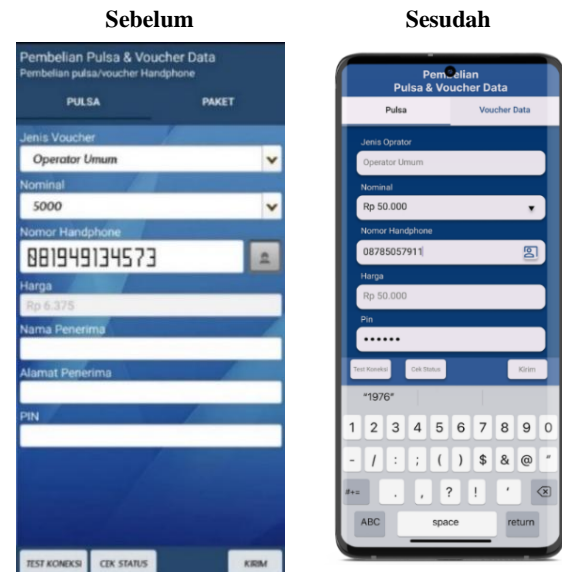 Sebelum
Sesudah
Pembelian Pulsa & Voucher Data
Pembelian pulsa/voucher Handphone
PULSA
PAKET
Jenis Voucher
Operator Umum
Nominal
5000
Nomor Handphone
081949134573
Harga
Rp 6.375
Nama Penerima
Alamat Penerima
PIN
TEST KONEKSI
CEK STATUS
KIRIM
Pembelian
Pulsa & Voucher Data
Pulsa
Voucher Data
Jenis Oprator
Operator Umum
Nominal
Rp 50.000
Nomor Handphone
08785057911
Harga
Rp 50.000
Pin
••••••
Test Koneksi
Cek Status
Kirim
"1976"
1 2 3 4 5 6 7 8 9 0
- / : ; ( ) $ & @ "
#+= . , ? ! '
ABC space return